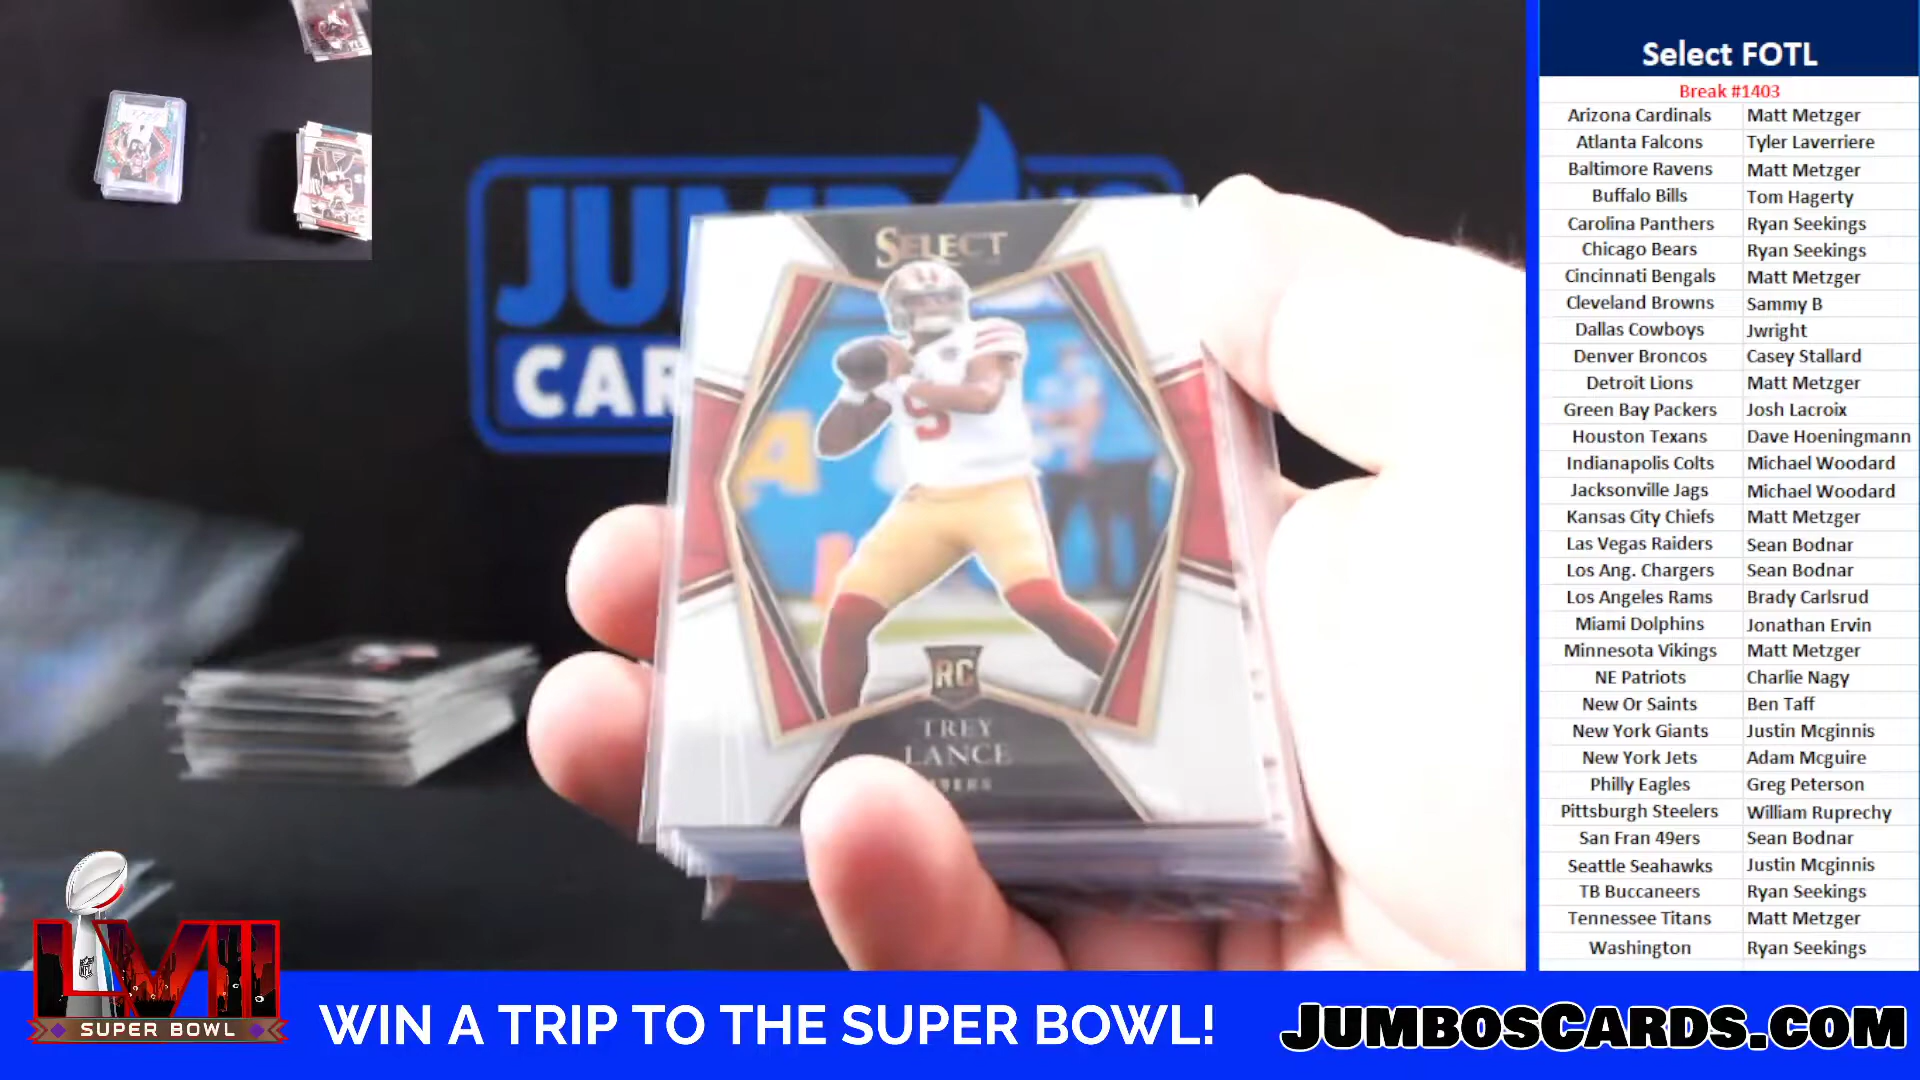 JUMBO
CAR
SELECT
5
RC
TREY
LANCE
49ERS
Select FOTL
Break #1403
Arizona Cardinals Matt Metzger
Atlanta Falcons Tyler Laverriere
Baltimore Ravens Matt Metzger
Buffalo Bills Tom Hagerty
Carolina Panthers Ryan Seekings
Chicago Bears Ryan Seekings
Cincinnati Bengals Matt Metzger
Cleveland Browns Sammy B
Dallas Cowboys Jwright
Denver Broncos Casey Stallard
Detroit Lions Matt Metzger
Green Bay Packers Josh Lacroix
Houston Texans Dave Hoeningmann
Indianapolis Colts Michael Woodard
Jacksonville Jags Michael Woodard
Kansas City Chiefs Matt Metzger
Las Vegas Raiders Sean Bodnar
Los Ang. Chargers Sean Bodnar
Los Angeles Rams Brady Carlsrud
Miami Dolphins Jonathan Ervin
Minnesota Vikings Matt Metzger
NE Patriots Charlie Nagy
New Or Saints Ben Taff
New York Giants Justin Mcginnis
New York Jets Adam Mcguire
Philly Eagles Greg Peterson
Pittsburgh Steelers William Ruprechy
San Fran 49ers Sean Bodnar
Seattle Seahawks Justin Mcginnis
TB Buccaneers Ryan Seekings
Tennessee Titans Matt Metzger
Washington Ryan Seekings
LVII
SUPER BOWL
WIN A TRIP TO THE SUPER BOWL!
JUMBOSCARDS.COM